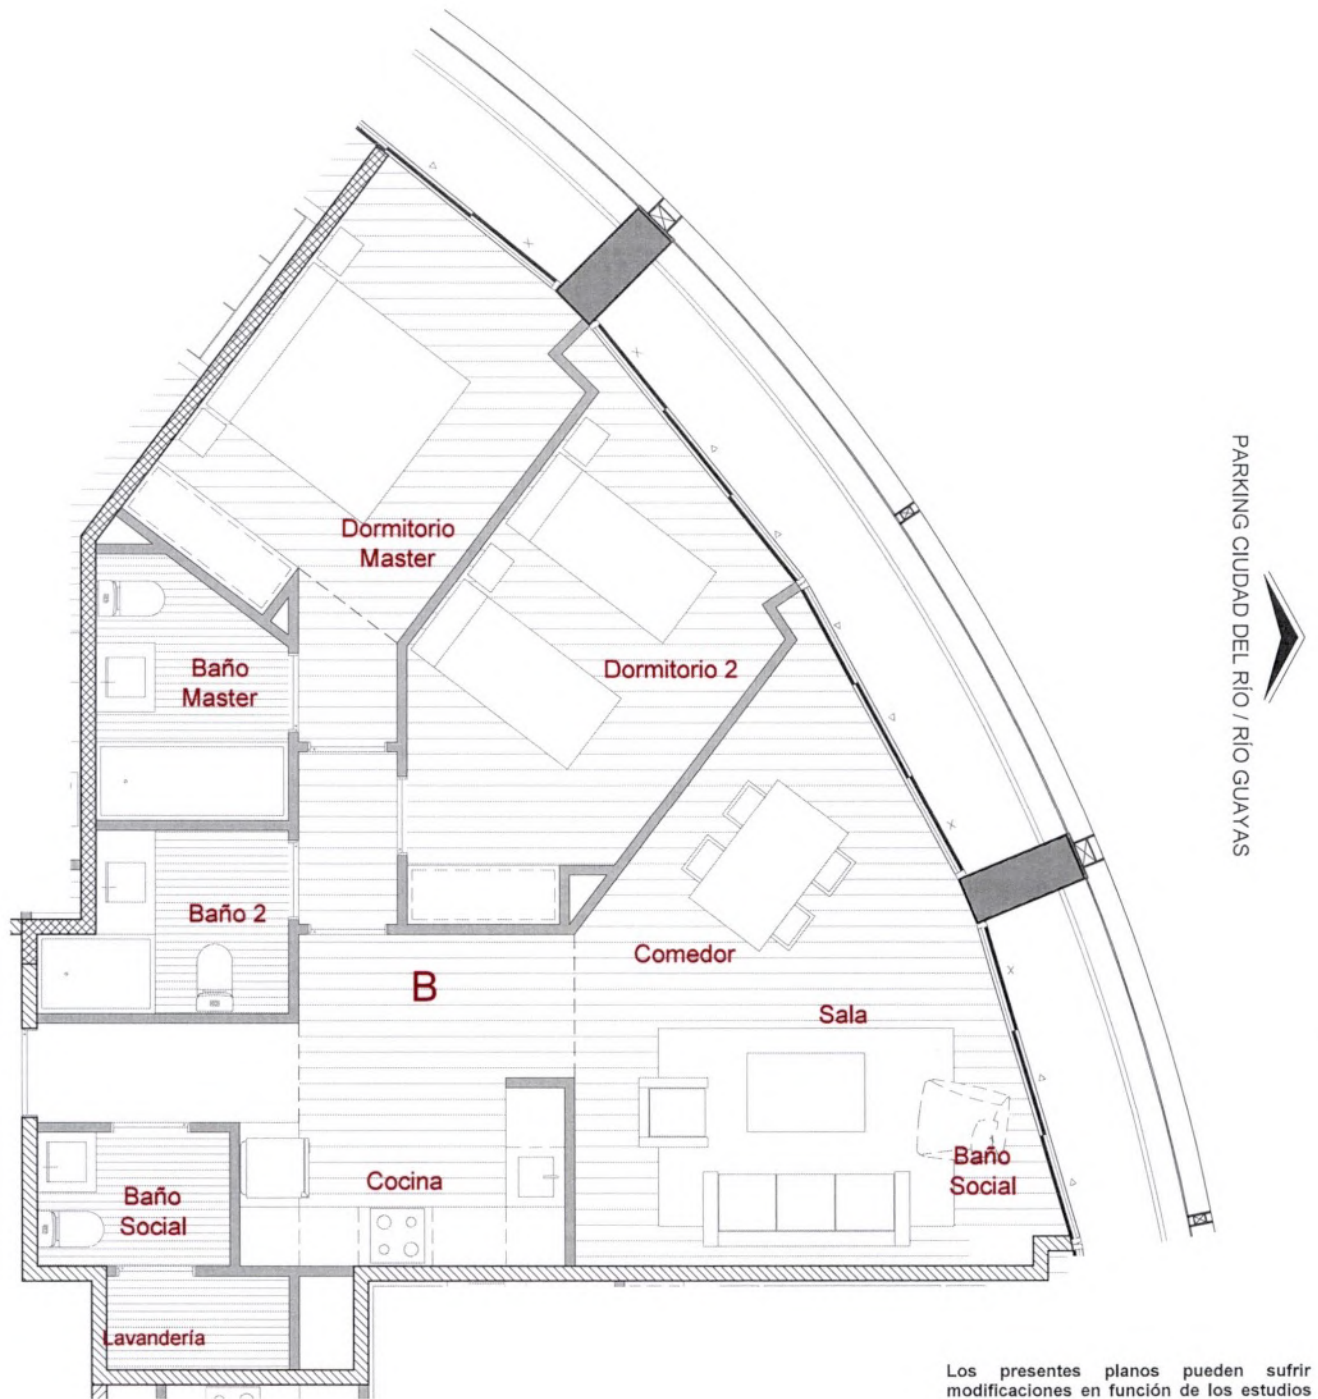 Dormitorio
Master
Baño
Master
Dormitorio 2
Baño 2
B
Comedor
Sala
Cocina
Baño
Social
Baño
Social
Lavandería
PARKING CIUDAD DEL RÍO / RÍO GUAYAS
Los presentes planos pueden sufrir
modificaciones en función de los estudios